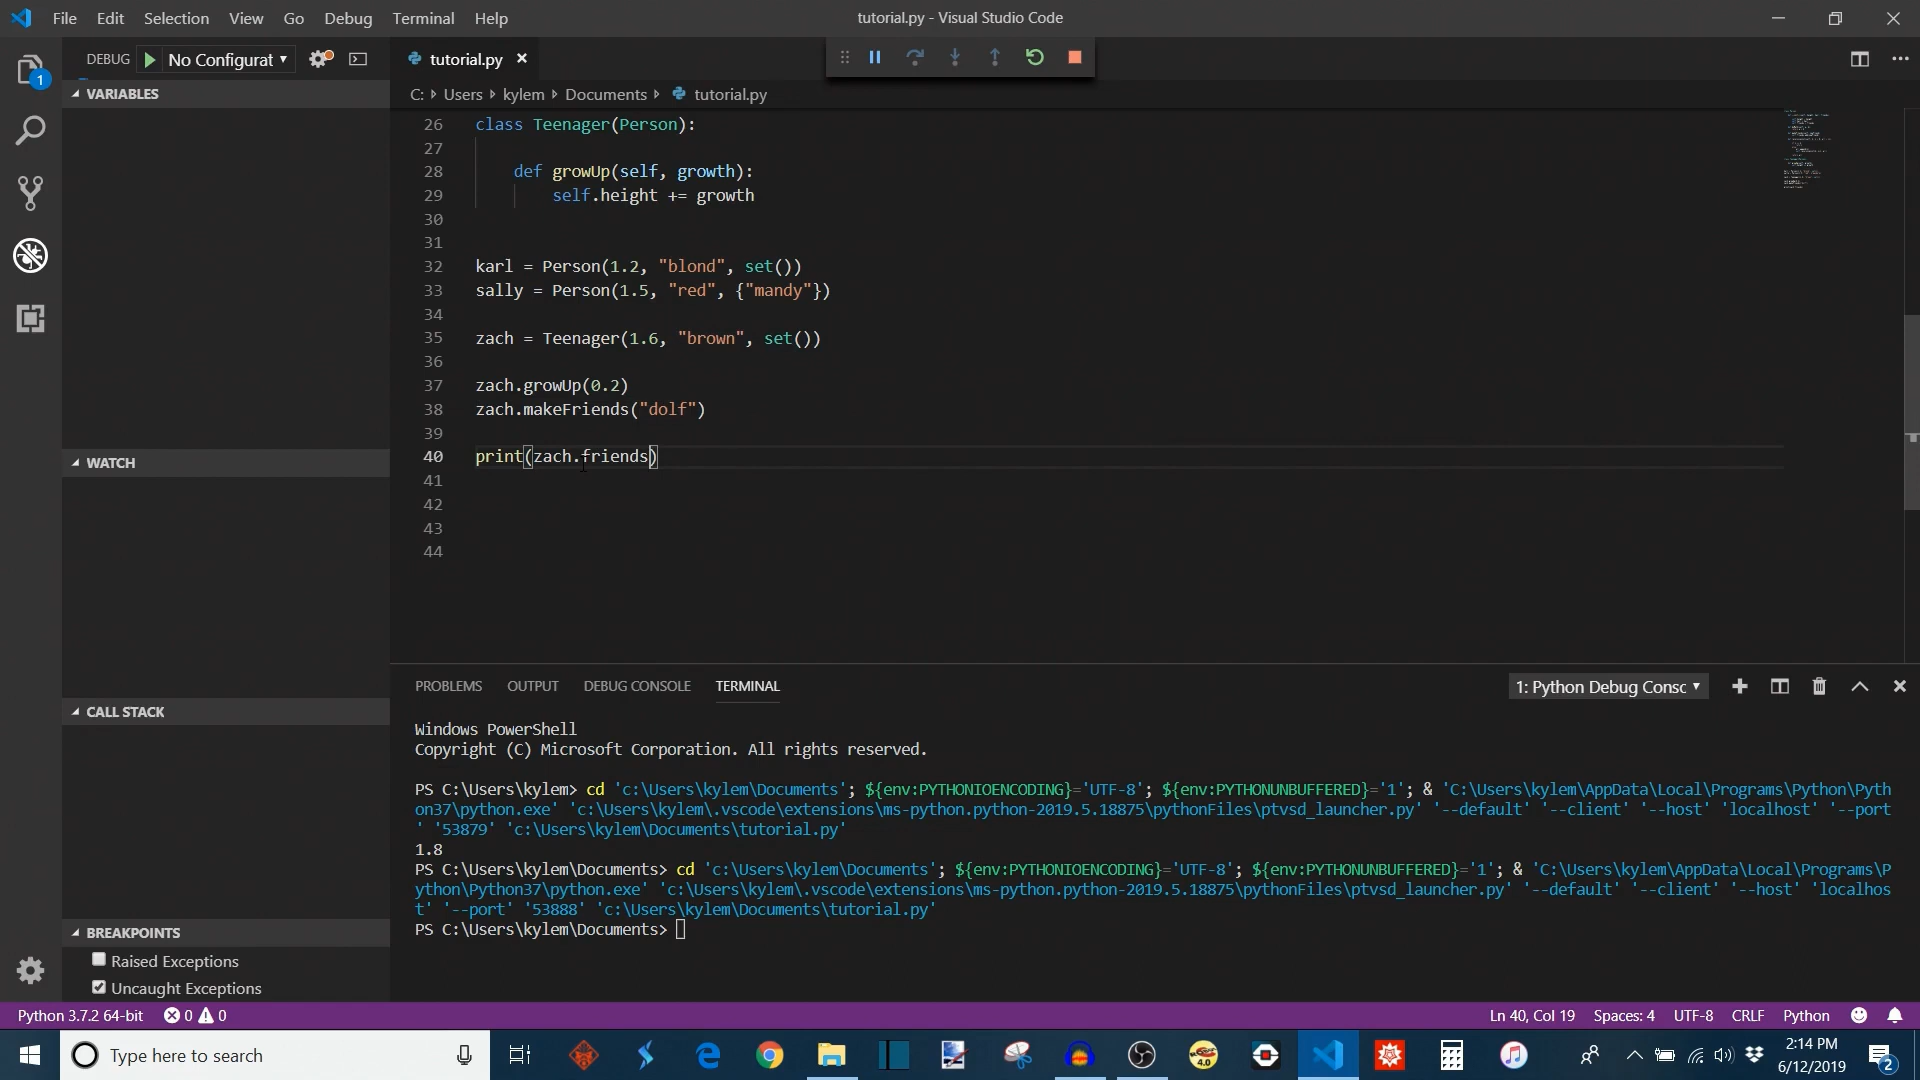 File Edit Selection View Go Debug Terminal Help
tutorial.py - Visual Studio Code
DEBUG No Configurat
tutorial.py
C: Users kylem Documents tutorial.py
1
VARIABLES
WATCH
CALL STACK
BREAKPOINTS
Raised Exceptions
Uncaught Exceptions
26 class Teenager(Person):
27
28 def growUp(self, growth):
29 self.height += growth
30
31
32 karl = Person(1.2, "blond", set())
33 sally = Person(1.5, "red", {"mandy"})
34
35 zach = Teenager(1.6, "brown", set())
36
37 zach.growUp(0.2)
38 zach.makeFriends("dolf")
39
40 print(zach.friends)
41
42
43
44
PROBLEMS OUTPUT DEBUG CONSOLE TERMINAL
1: Python Debug Consc
Windows PowerShell
Copyright (C) Microsoft Corporation. All rights reserved.
PS C:\Users\kylem> cd 'c:\Users\kylem\Documents'; ${env:PYTHONIOENCODING}='UTF-8'; ${env:PYTHONUNBUFFERED}='1'; & 'C:\Users\kylem\AppData\Local\Programs\Python\Pyth
on37\python.exe' 'c:\Users\kylem\.vscode\extensions\ms-python.python-2019.5.18875\pythonFiles\ptvsd_launcher.py' '--default' '--client' '--host' 'localhost' '--port
' '53879' 'c:\Users\kylem\Documents\tutorial.py'
1.8
PS C:\Users\kylem\Documents> cd 'c:\Users\kylem\Documents'; ${env:PYTHONIOENCODING}='UTF-8'; ${env:PYTHONUNBUFFERED}='1'; & 'C:\Users\kylem\AppData\Local\Programs\P
ython\Python37\python.exe' 'c:\Users\kylem\.vscode\extensions\ms-python.python-2019.5.18875\pythonFiles\ptvsd_launcher.py' '--default' '--client' '--host' 'localhos
t' '--port' '53888' 'c:\Users\kylem\Documents\tutorial.py'
PS C:\Users\kylem\Documents>
Python 3.7.2 64-bit 0 0
Ln 40, Col 19 Spaces: 4 UTF-8 CRLF Python
Type here to search
4.0
2:14 PM
6/12/2019
2